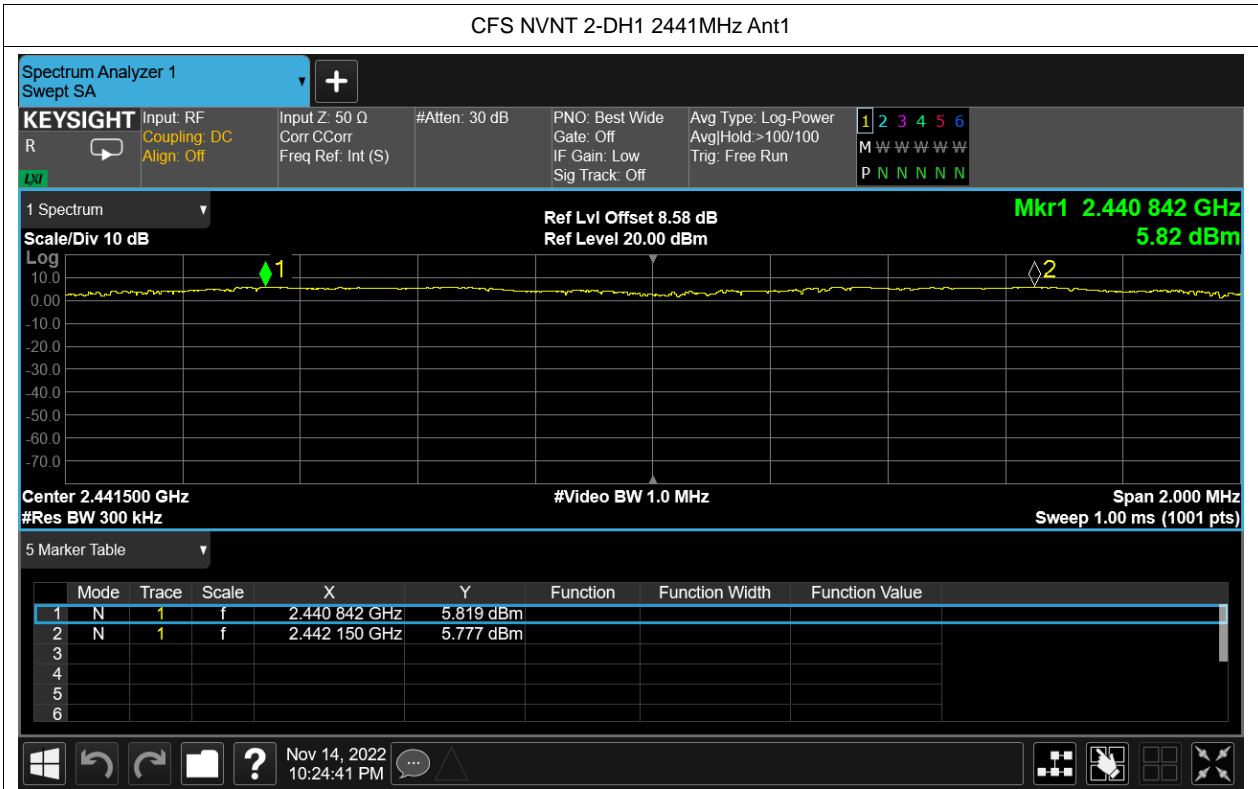 CFS NVNT 2-DH1 2441MHz Ant1
Spectrum Analyzer 1
Swept SA
KEYSIGHT
R
LXI
Input: RF
Coupling: DC
Align: Off
Input Z: 50 Ω
Corr CCorr
Freq Ref: Int (S)
#Atten: 30 dB
PNO: Best Wide
Gate: Off
IF Gain: Low
Sig Track: Off
Avg Type: Log-Power
Avg|Hold:>100/100
Trig: Free Run
1 2 3 4 5 6
M W W W W W
P N N N N N
1 Spectrum
Scale/Div 10 dB
Ref Lvl Offset 8.58 dB
Ref Level 20.00 dBm
Mkr1 2.440 842 GHz
5.82 dBm
Log
10.0
0.00
-10.0
-20.0
-30.0
-40.0
-50.0
-60.0
-70.0
1
2
Center 2.441500 GHz
#Video BW 1.0 MHz
Span 2.000 MHz
#Res BW 300 kHz
Sweep 1.00 ms (1001 pts)
5 Marker Table
Mode Trace Scale X Y Function Function Width Function Value
1 N 1 f 2.440 842 GHz 5.819 dBm
2 N 1 f 2.442 150 GHz 5.777 dBm
3
4
5
6
?
Nov 14, 2022
10:24:41 PM